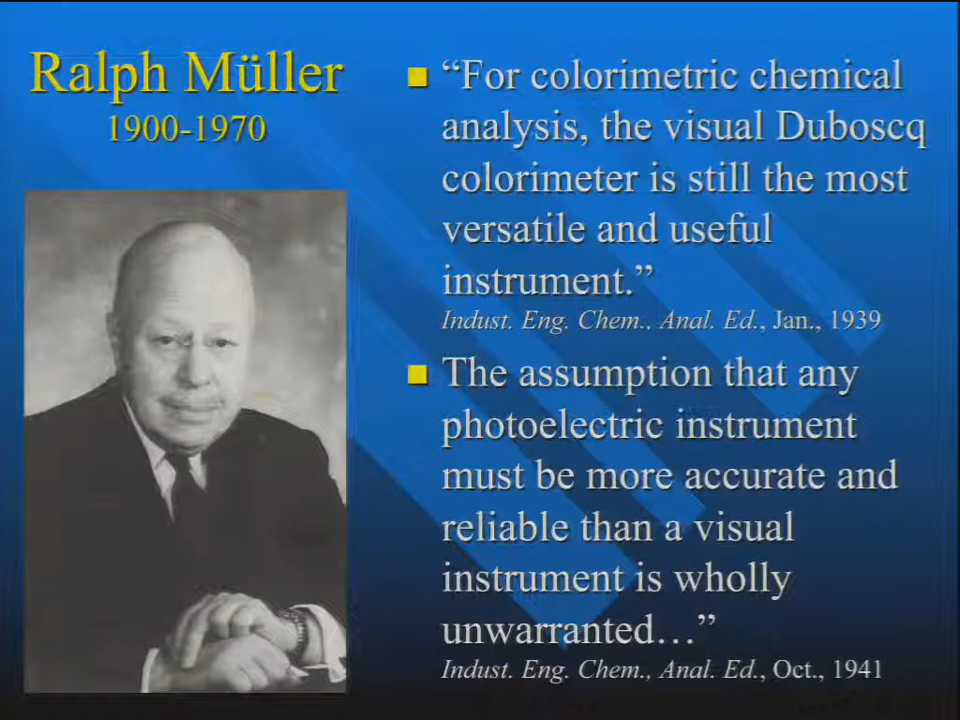 Ralph Müller
1900-1970
“For colorimetric chemical
analysis, the visual Duboscq
colorimeter is still the most
versatile and useful
instrument.”
Indust. Eng. Chem., Anal. Ed., Jan., 1939
The assumption that any
photoelectric instrument
must be more accurate and
reliable than a visual
instrument is wholly
unwarranted…”
Indust. Eng. Chem., Anal. Ed., Oct., 1941